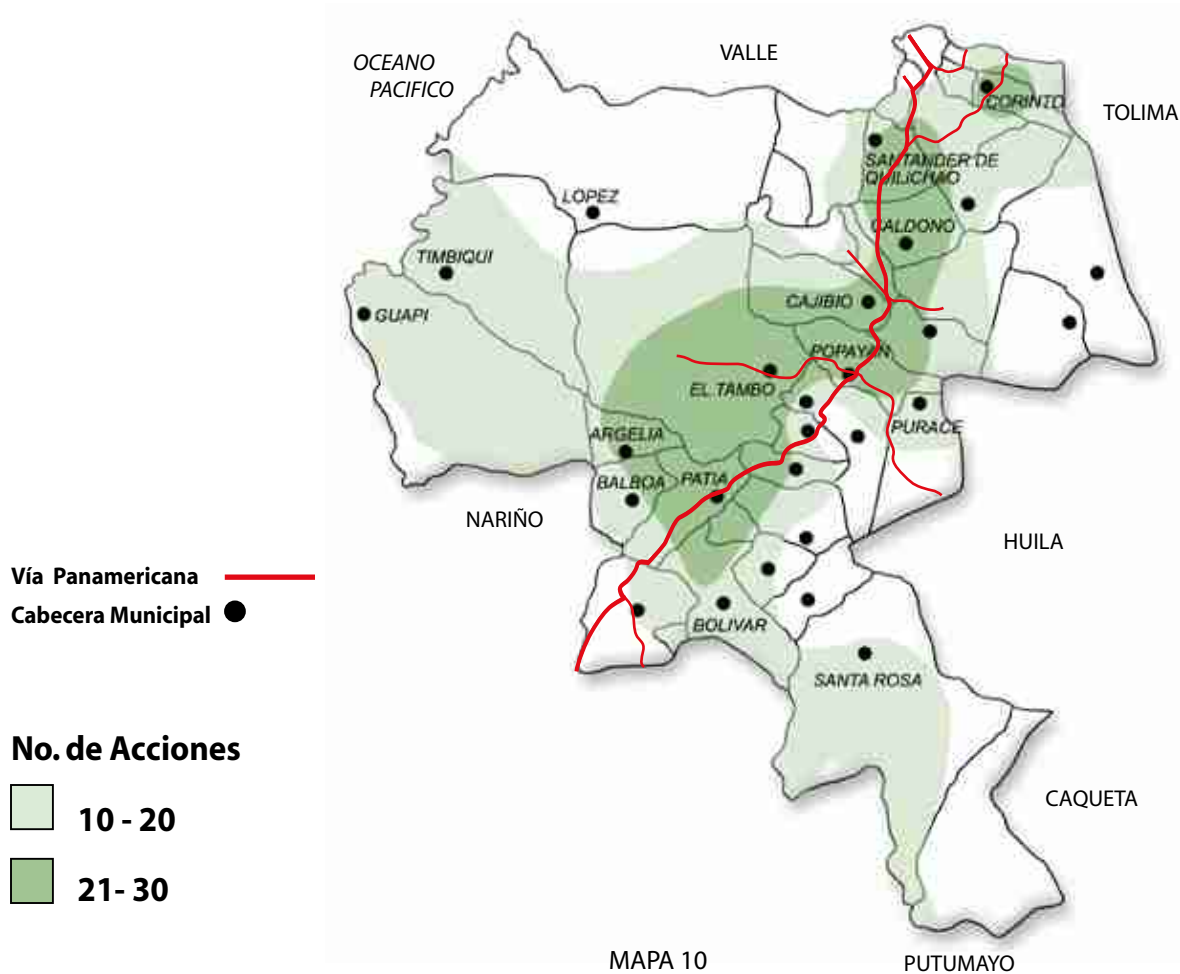 VALLE
OCEANO
PACIFICO
TOLIMA
CORINTO
SANTANDER DE
QUILICHAO
LOPEZ
CALDONO
TIMBIQUI
CAJIBIO
GUAPI
POPAYAN
EL TAMBO
PURACE
ARGELIA
BALBOA
PATIA
NARIÑO
HUILA
Vía Panamericana
Cabecera Municipal
BOLIVAR
SANTA ROSA
No. de Acciones
10 - 20
CAQUETA
21- 30
MAPA 10
PUTUMAYO